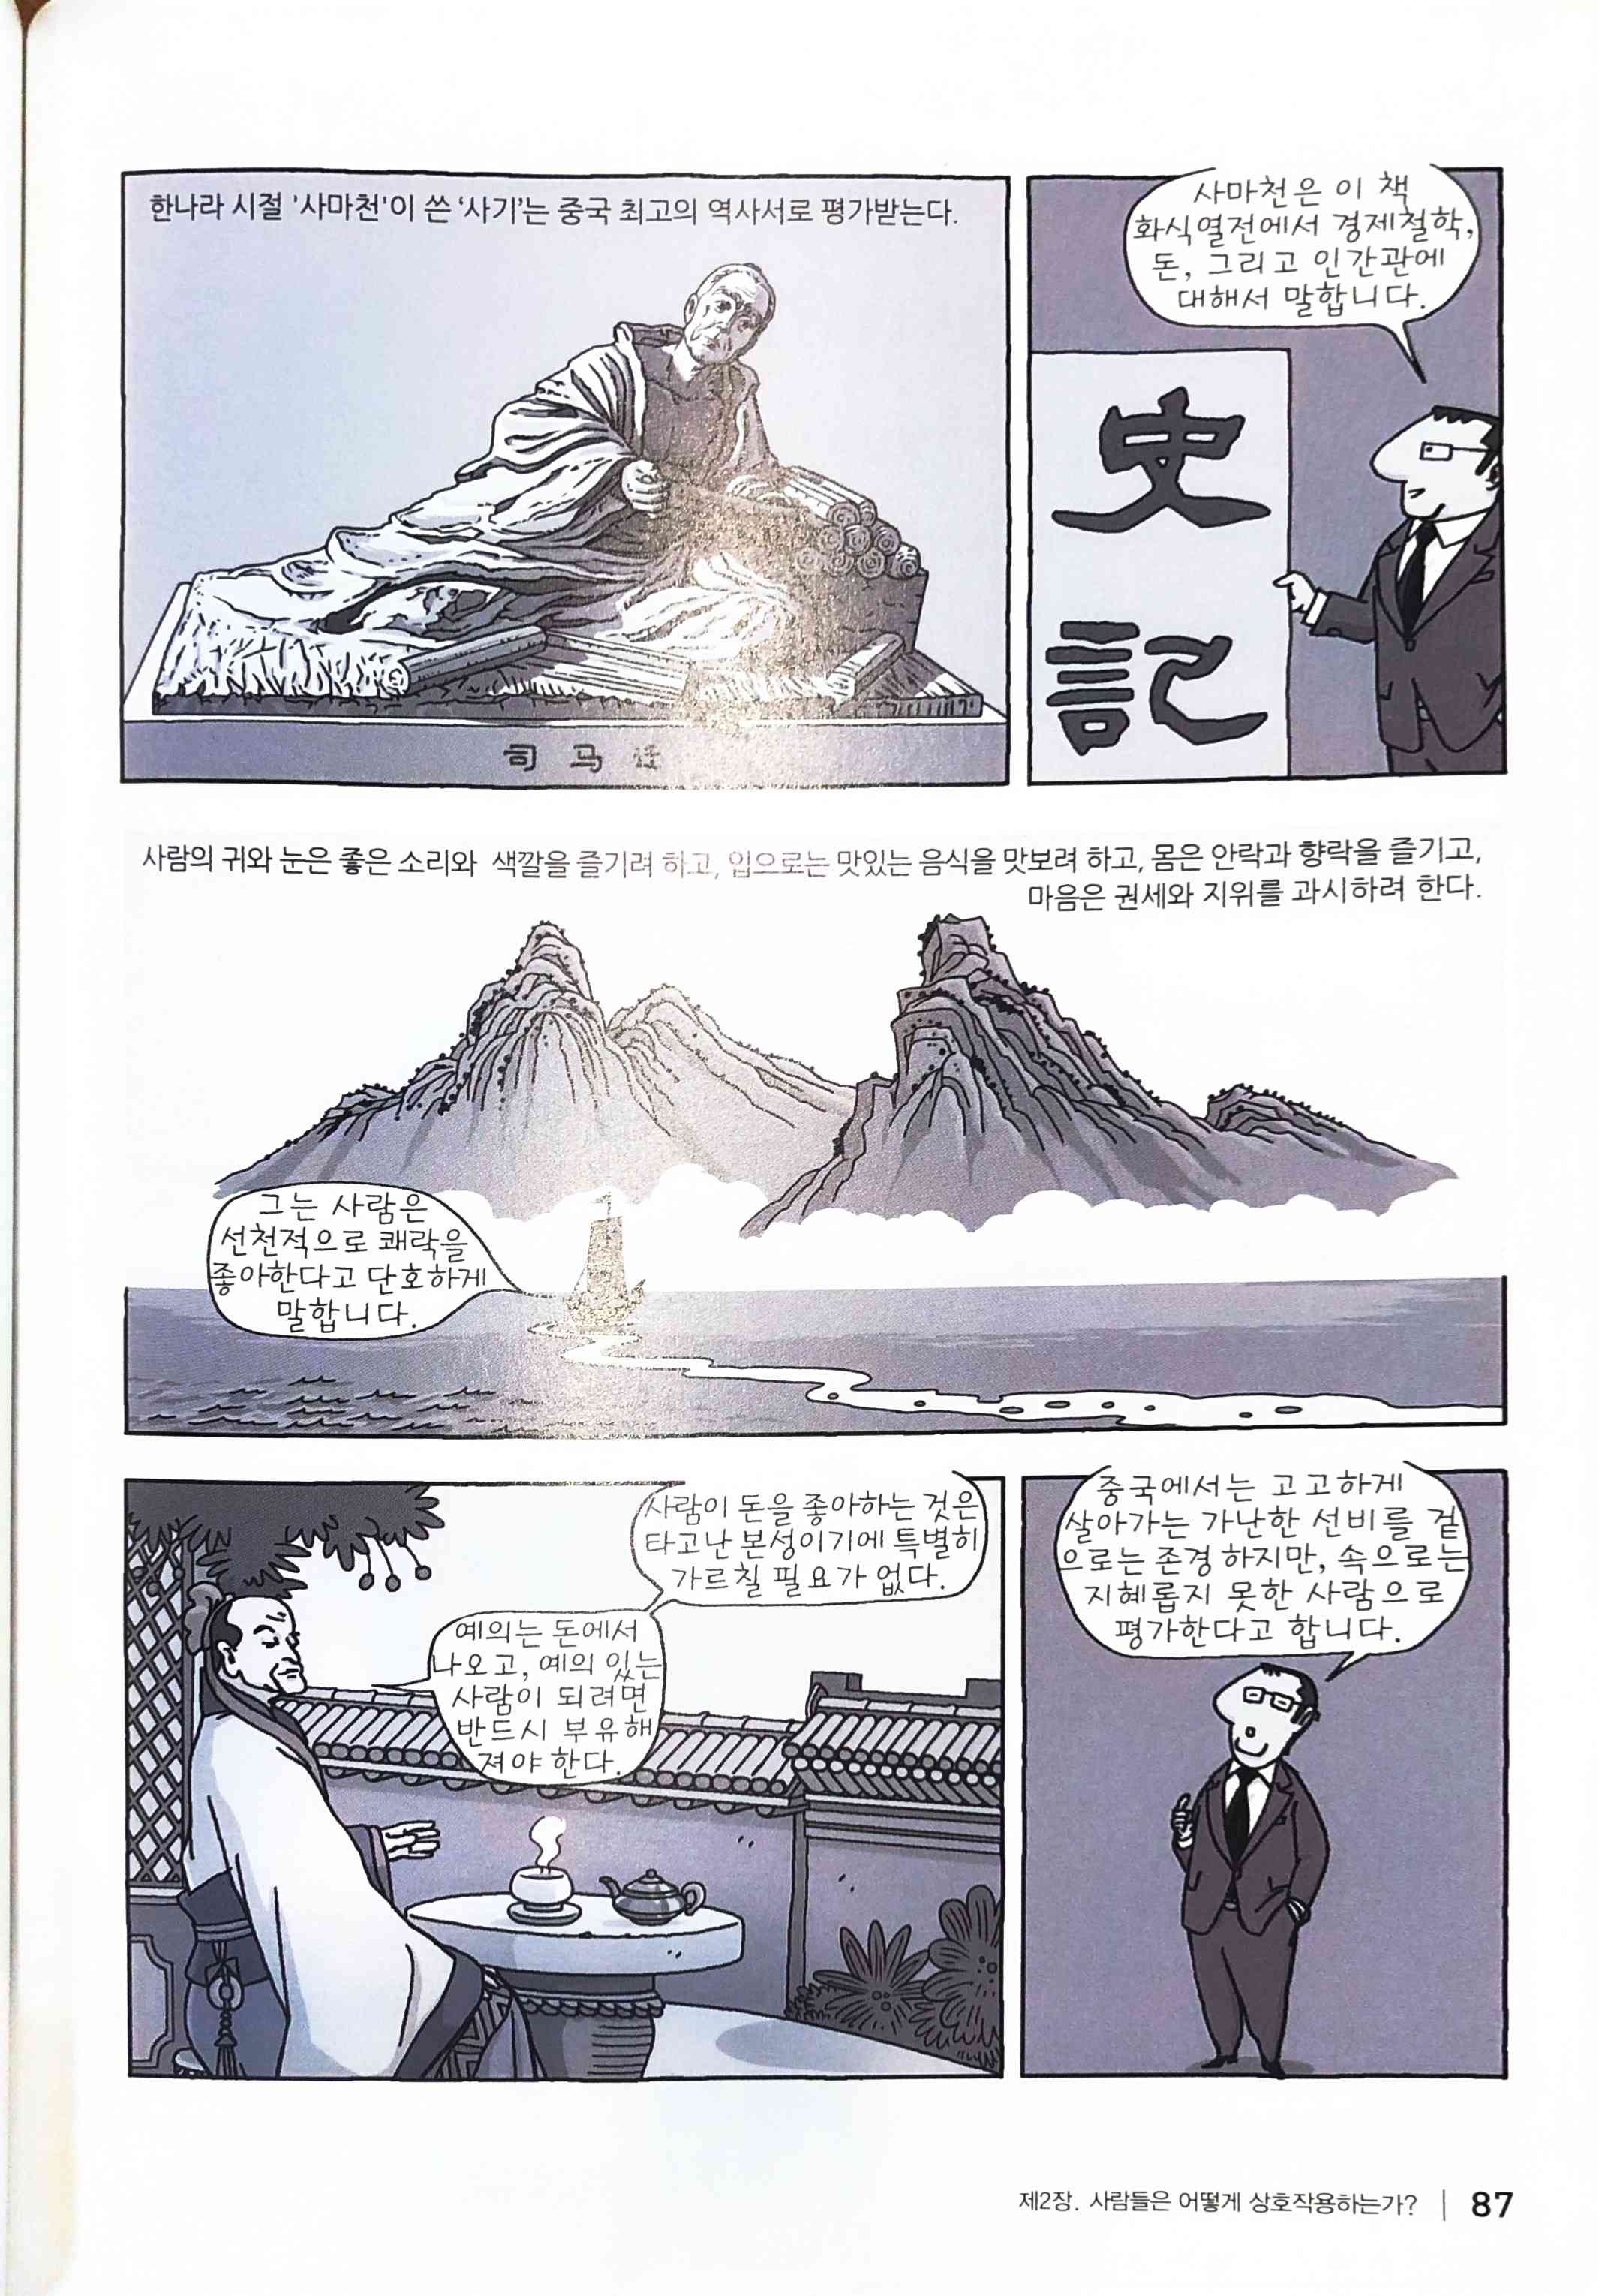 한나라 시절 '사마천'이 쓴 '사기'는 중국 최고의 역사서로 평가받는다.
司马迁
사마천은 이 책
화식열전에서 경제철학,
돈, 그리고 인간관에
대해서 말합니다.
史
記
사람의 귀와 눈은 좋은 소리와 색깔을 즐기려 하고, 입으로는 맛있는 음식을 맛보려 하고, 몸은 안락과 향락을 즐기고,
마음은 권세와 지위를 과시하려 한다.
그는 사람은
선천적으로 쾌락을
좋아한다고 단호하게
말합니다.
사람이 돈을 좋아하는 것은
타고난 본성이기에 특별히
가르칠 필요가 없다.
예의는 돈에서
나오고, 예의 있는
사람이 되려면
반드시 부유해
져야 한다.
중국에서는 고고하게
살아가는 가난한 선비를 겉
으로는 존경 하지만, 속으로는
지혜롭지 못한 사람으로
평가한다고 합니다.
제2장. 사람들은 어떻게 상호작용하는가? | 87